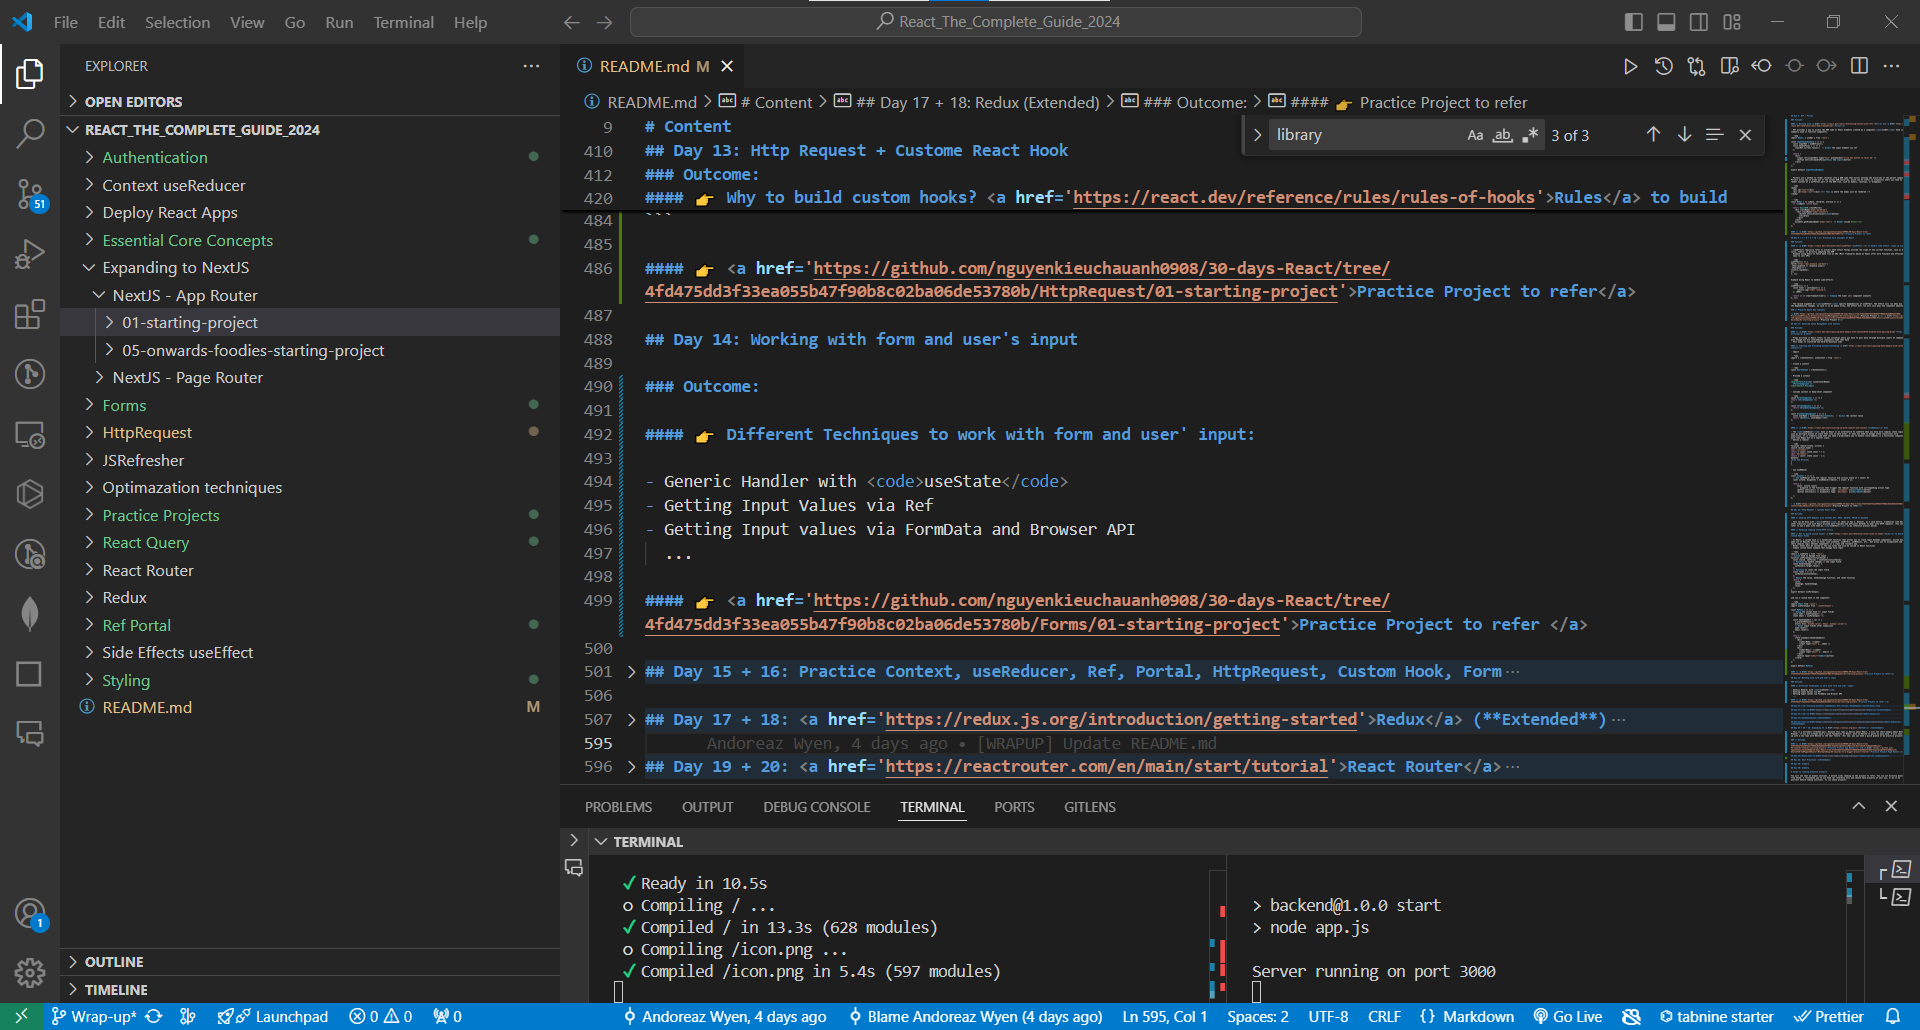 File Edit Selection View Go Run Terminal Help
React_The_Complete_Guide_2024
EXPLORER
OPEN EDITORS
REACT_THE_COMPLETE_GUIDE_2024
Authentication
Context useReducer
Deploy React Apps
Essential Core Concepts
Expanding to NextJS
NextJS - App Router
01-starting-project
05-onwards-foodies-starting-project
NextJS - Page Router
Forms
HttpRequest
JSRefresher
Optimazation techniques
Practice Projects
React Query
React Router
Redux
Ref Portal
Side Effects useEffect
Styling
README.md M
OUTLINE
TIMELINE
51
1
README.md M
README.md > # Content > ## Day 17 + 18: Redux (Extended) > ### Outcome: > #### 👉 Practice Project to refer
library Aa ab .* 3 of 3
9 # Content
410 ## Day 13: Http Request + Custome React Hook
412 ### Outcome:
420 #### 👉 Why to build custom hooks? <a href='https://react.dev/reference/rules/rules-of-hooks'>Rules</a> to build
484 ```
485
486 #### 👉 <a href='https://github.com/nguyenkieuchauanh0908/30-days-React/tree/
4fd475dd3f33ea055b47f90b8c02ba06de53780b/HttpRequest/01-starting-project'>Practice Project to refer</a>
487
488 ## Day 14: Working with form and user's input
489
490 ### Outcome:
491
492 #### 👉 Different Techniques to work with form and user' input:
493
494 - Generic Handler with <code>useState</code>
495 - Getting Input Values via Ref
496 - Getting Input values via FormData and Browser API
497 ...
498
499 #### 👉 <a href='https://github.com/nguyenkieuchauanh0908/30-days-React/tree/
4fd475dd3f33ea055b47f90b8c02ba06de53780b/Forms/01-starting-project'>Practice Project to refer </a>
500
501 ## Day 15 + 16: Practice Context, useReducer, Ref, Portal, HttpRequest, Custom Hook, Form ...
506
507 ## Day 17 + 18: <a href='https://redux.js.org/introduction/getting-started'>Redux</a> (**Extended**) ...
595 Andoreaz Wyen, 4 days ago • [WRAPUP] Update README.md
596 ## Day 19 + 20: <a href='https://reactrouter.com/en/main/start/tutorial'>React Router</a> ...
PROBLEMS OUTPUT DEBUG CONSOLE TERMINAL PORTS GITLENS
TERMINAL
✓ Ready in 10.5s
○ Compiling / ...
✓ Compiled / in 13.3s (628 modules)
○ Compiling /icon.png ...
✓ Compiled /icon.png in 5.4s (597 modules)
> backend@1.0.0 start
> node app.js
Server running on port 3000
Wrap-up* Launchpad 0 0 0 Andoreaz Wyen, 4 days ago Blame Andoreaz Wyen (4 days ago) Ln 595, Col 1 Spaces: 2 UTF-8 CRLF {} Markdown Go Live tabnine starter Prettier